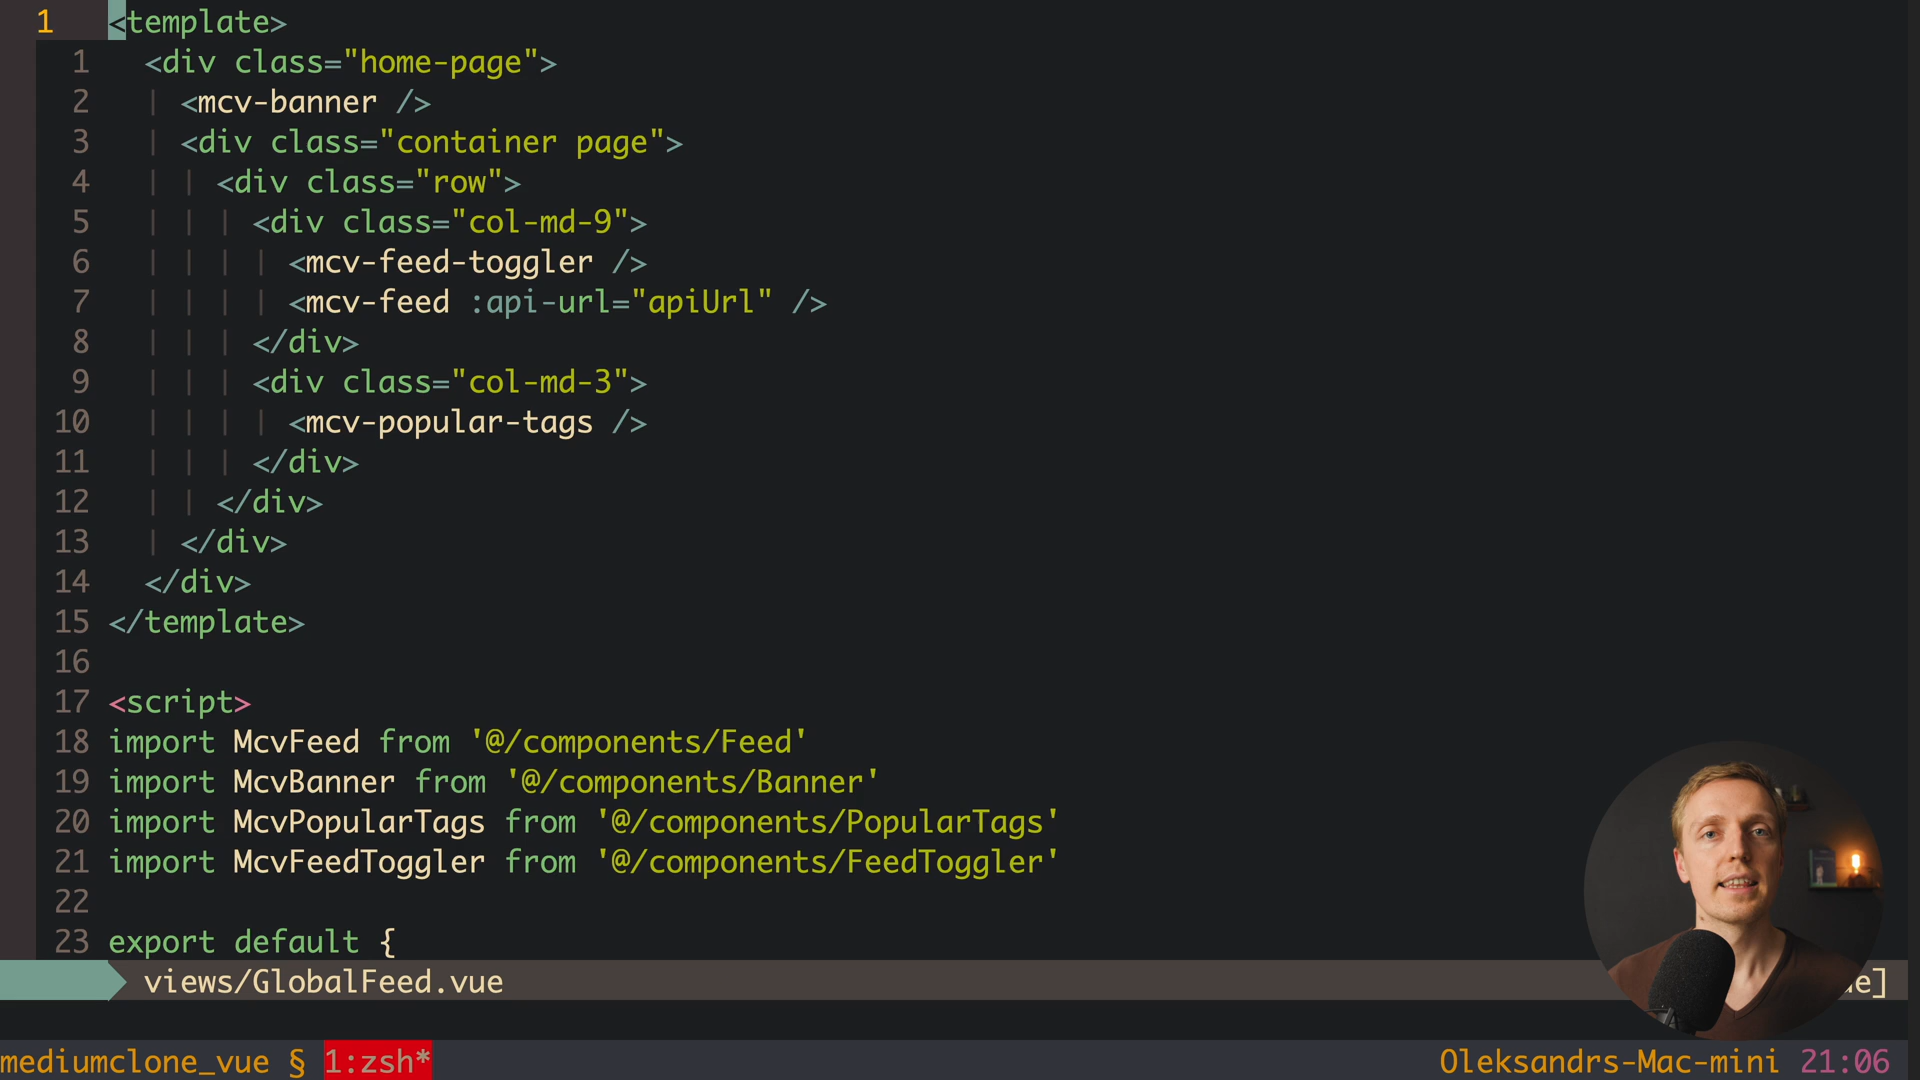 1 <template>
1 <div class="home-page">
2 <mcv-banner />
3 <div class="container page">
4 <div class="row">
5 <div class="col-md-9">
6 <mcv-feed-toggler />
7 <mcv-feed :api-url="apiUrl" />
8 </div>
9 <div class="col-md-3">
10 <mcv-popular-tags />
11 </div>
12 </div>
13 </div>
14 </div>
15 </template>
16
17 <script>
18 import McvFeed from '@/components/Feed'
19 import McvBanner from '@/components/Banner'
20 import McvPopularTags from '@/components/PopularTags'
21 import McvFeedToggler from '@/components/FeedToggler'
22
23 export default {
views/GlobalFeed.vue
mediumclone_vue § 1:zsh* Oleksandrs-Mac-mini 21:06